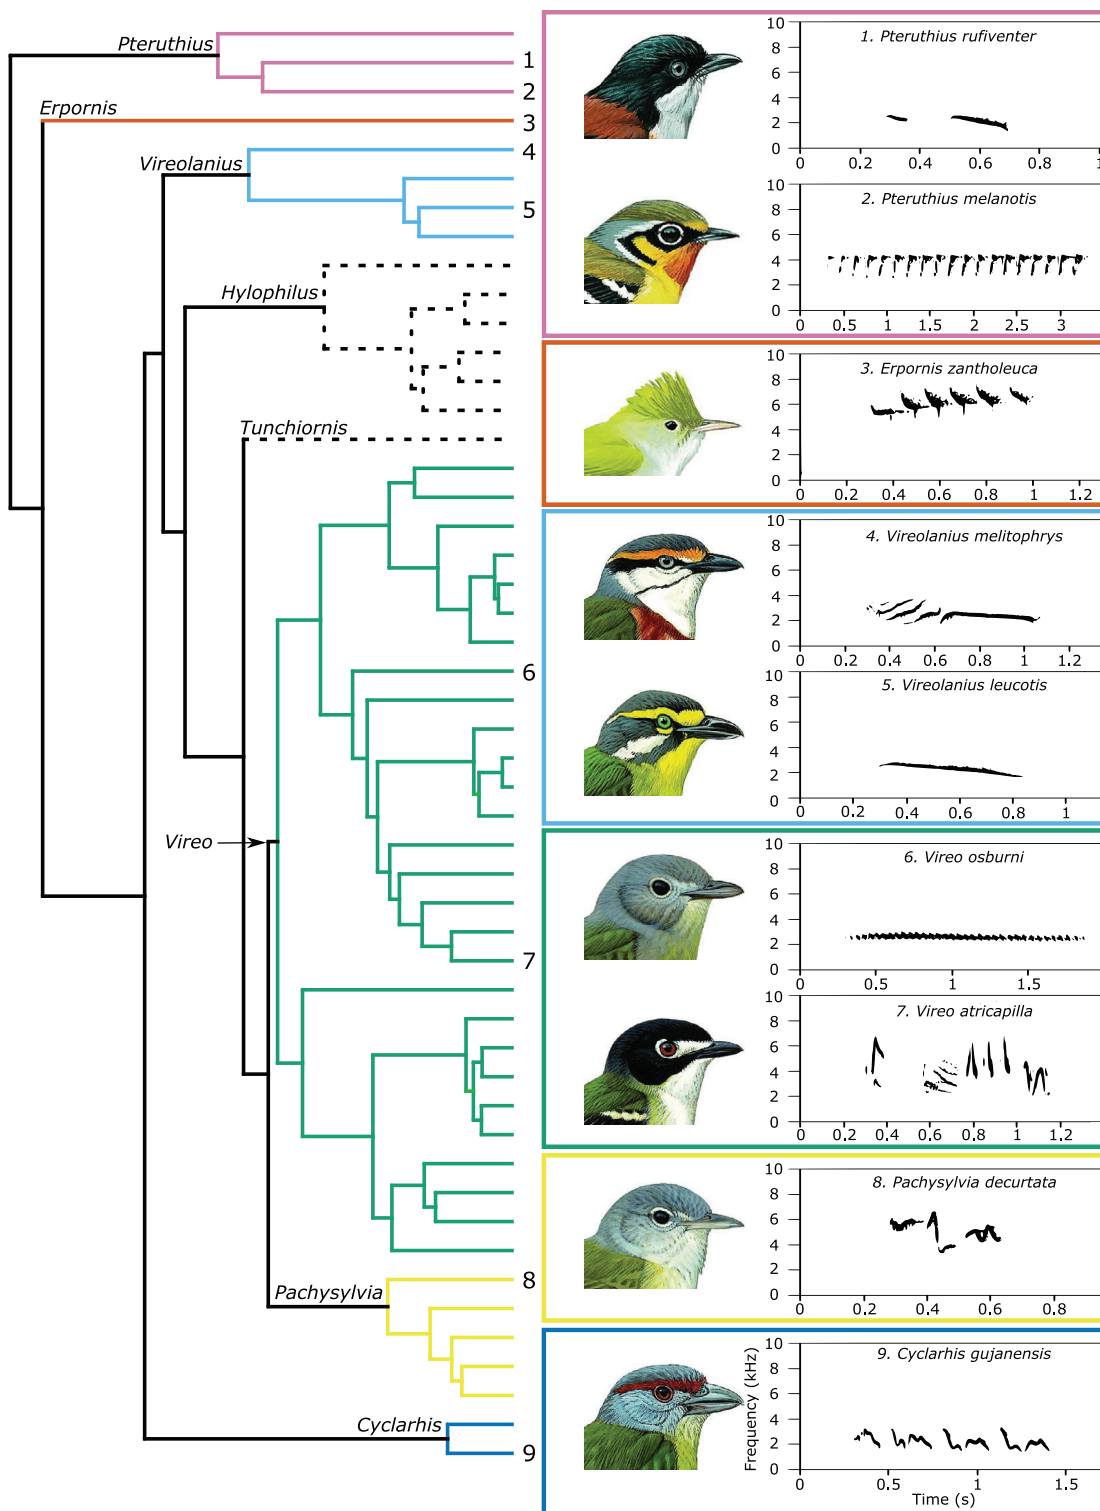 Pteruthius
1
2
Erpornis
3
Vireolanius
4
5
Hylophilus
Tunchiornis
6
Vireo
7
Pachysylvia
8
Cyclarhis
9
1. Pteruthius rufiventer
10
8
6
4
2
0
0 0.2 0.4 0.6 0.8 1
2. Pteruthius melanotis
10
8
6
4
2
0
0 0.5 1 1.5 2 2.5 3
3. Erpornis zantholeuca
10
8
6
4
2
0
0 0.2 0.4 0.6 0.8 1 1.2
4. Vireolanius melitophrys
10
8
6
4
2
0
0 0.2 0.4 0.6 0.8 1 1.2
5. Vireolanius leucotis
10
8
6
4
2
0
0 0.2 0.4 0.6 0.8 1
6. Vireo osburni
10
8
6
4
2
0
0 0.5 1 1.5
7. Vireo atricapilla
10
8
6
4
2
0
0 0.2 0.4 0.6 0.8 1 1.2
8. Pachysylvia decurtata
10
8
6
4
2
0
0 0.2 0.4 0.6 0.8
9. Cyclarhis gujanensis
Frequency (kHz)
10
8
6
4
2
0
0 0.5 1 1.5
Time (s)